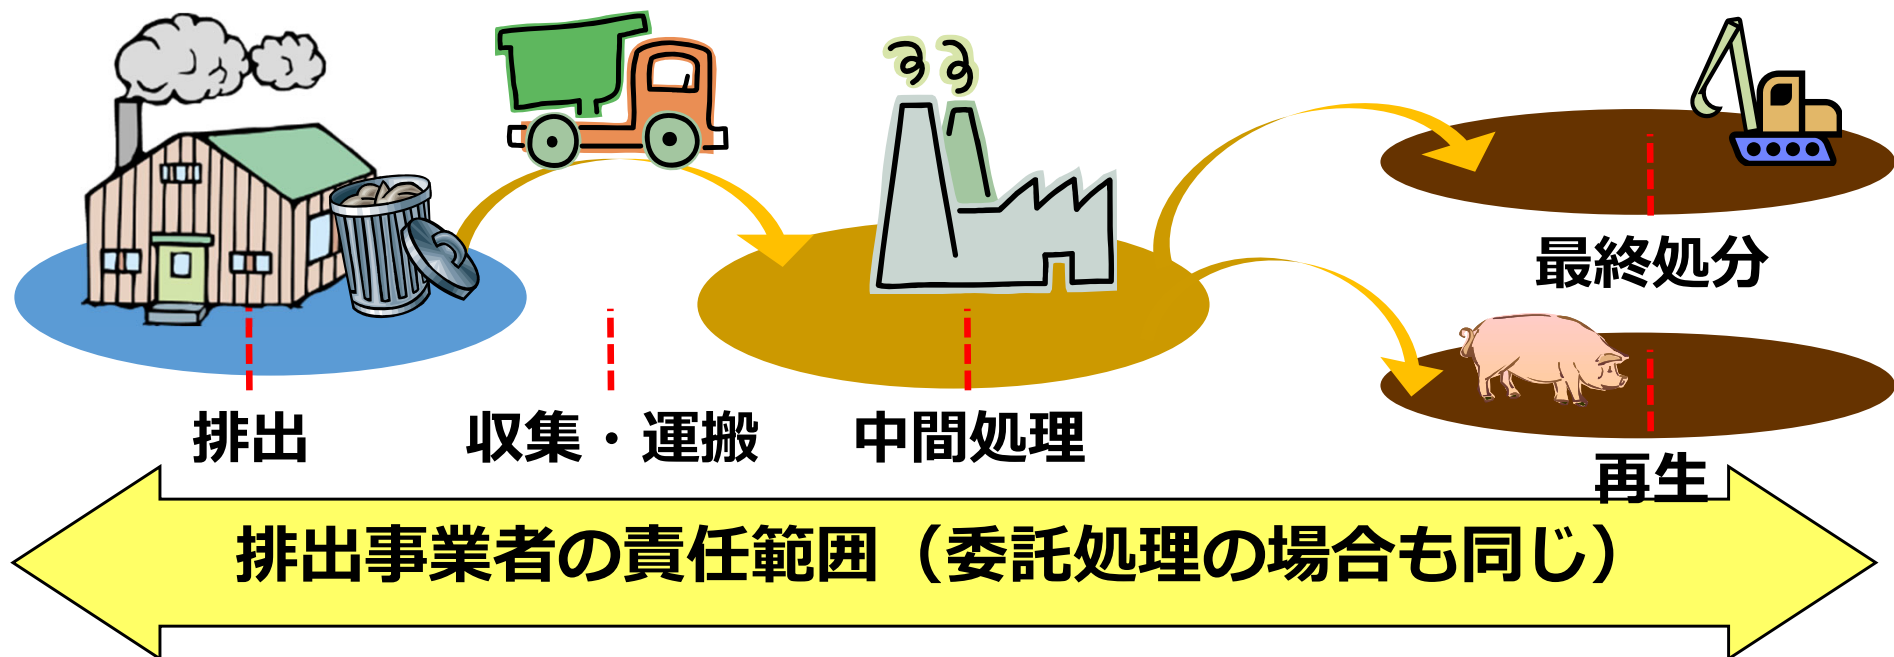 最終処分
排出
収集・運搬
中間処理
再生
排出事業者の責任範囲（委託処理の場合も同じ）